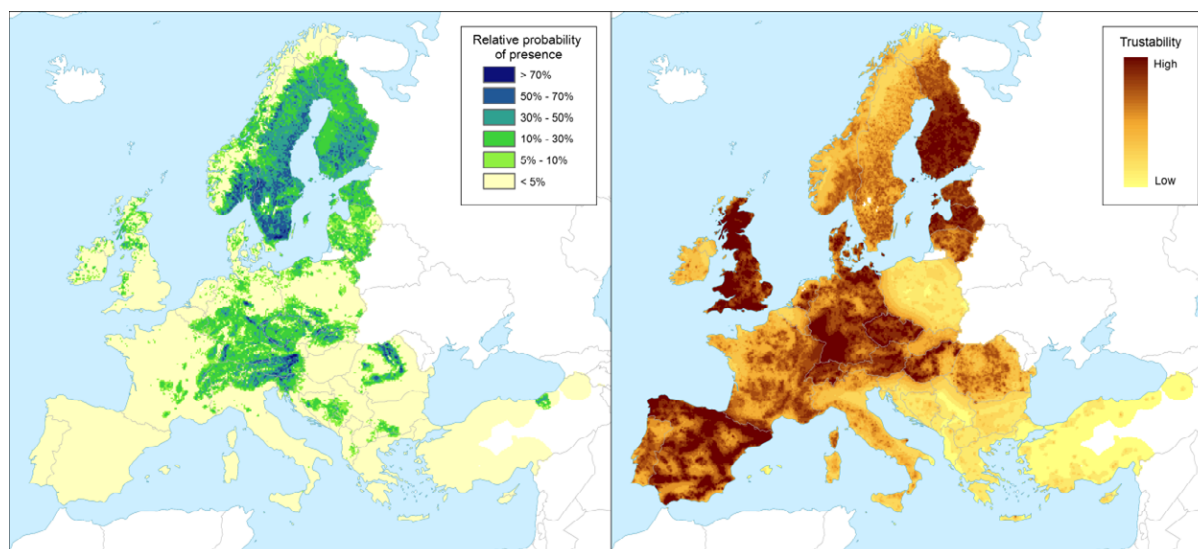 Relative probability
of presence
> 70%
50% - 70%
30% - 50%
10% - 30%
5% - 10%
< 5%
Trustability
High
Low